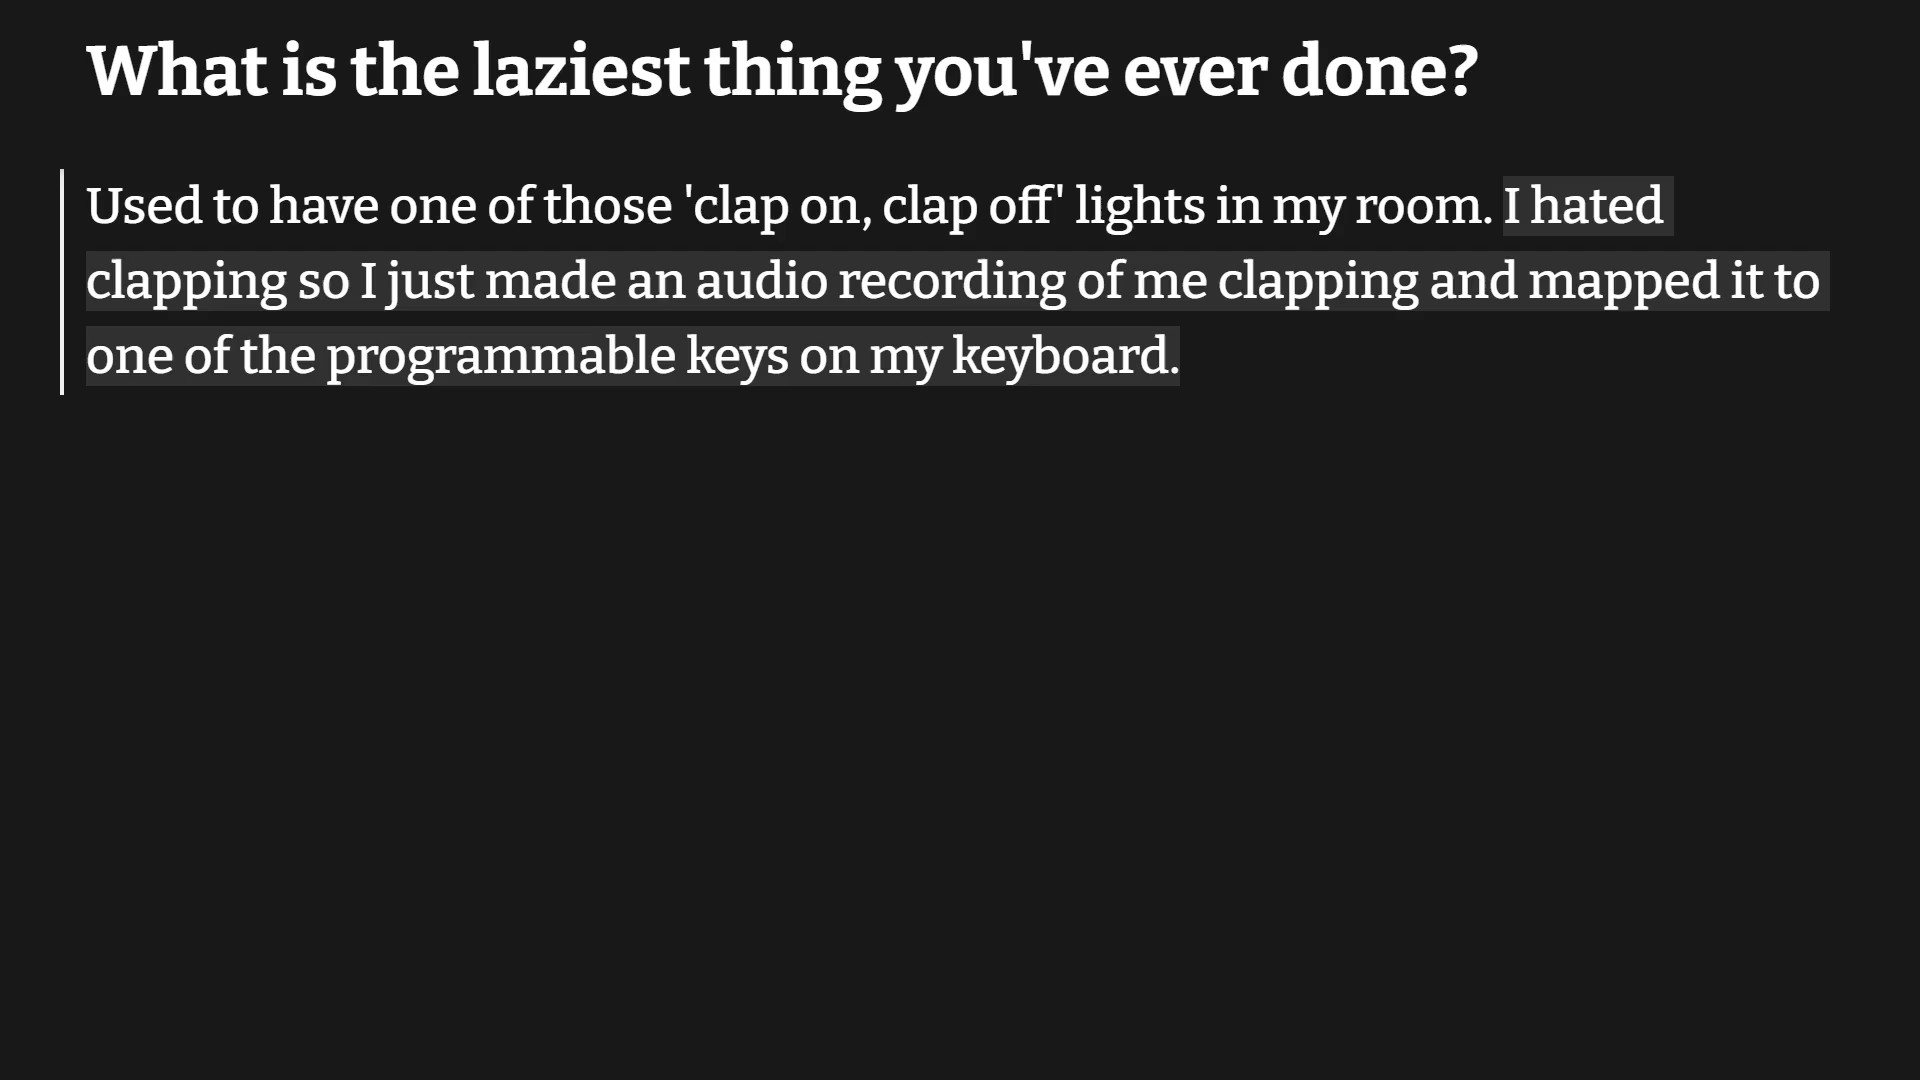 What is the laziest thing you've ever done?
Used to have one of those 'clap on, clap off' lights in my room. I hated
clapping so I just made an audio recording of me clapping and mapped it to
one of the programmable keys on my keyboard.